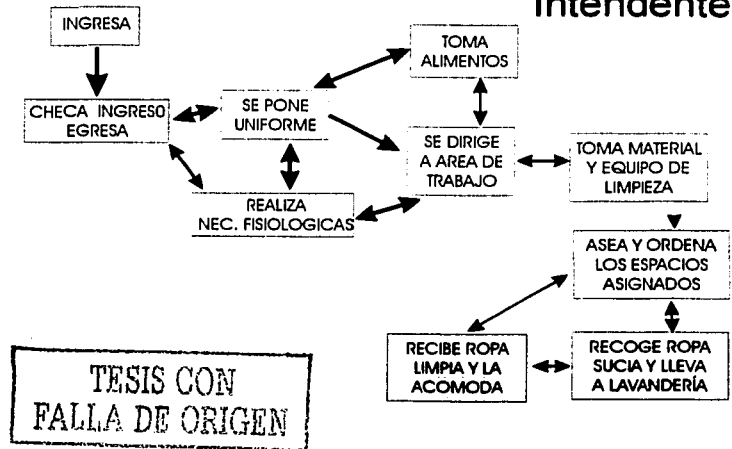 Intendente
INGRESA
CHECA INGRESO
EGRESA
SE PONE
UNIFORME
TOMA
ALIMENTOS
REALIZA
NEC. FISIOLOGICAS
SE DIRIGE
A AREA DE
TRABAJO
TOMA MATERIAL
Y EQUIPO DE
LIMPIEZA
ASEA Y ORDENA
LOS ESPACIOS
ASIGNADOS
RECOGE ROPA
SUCIA Y LLEVA
A LAVANDERÍA
RECIBE ROPA
LIMPIA Y LA
ACOMODA
TESIS CON
FALLA DE ORIGEN